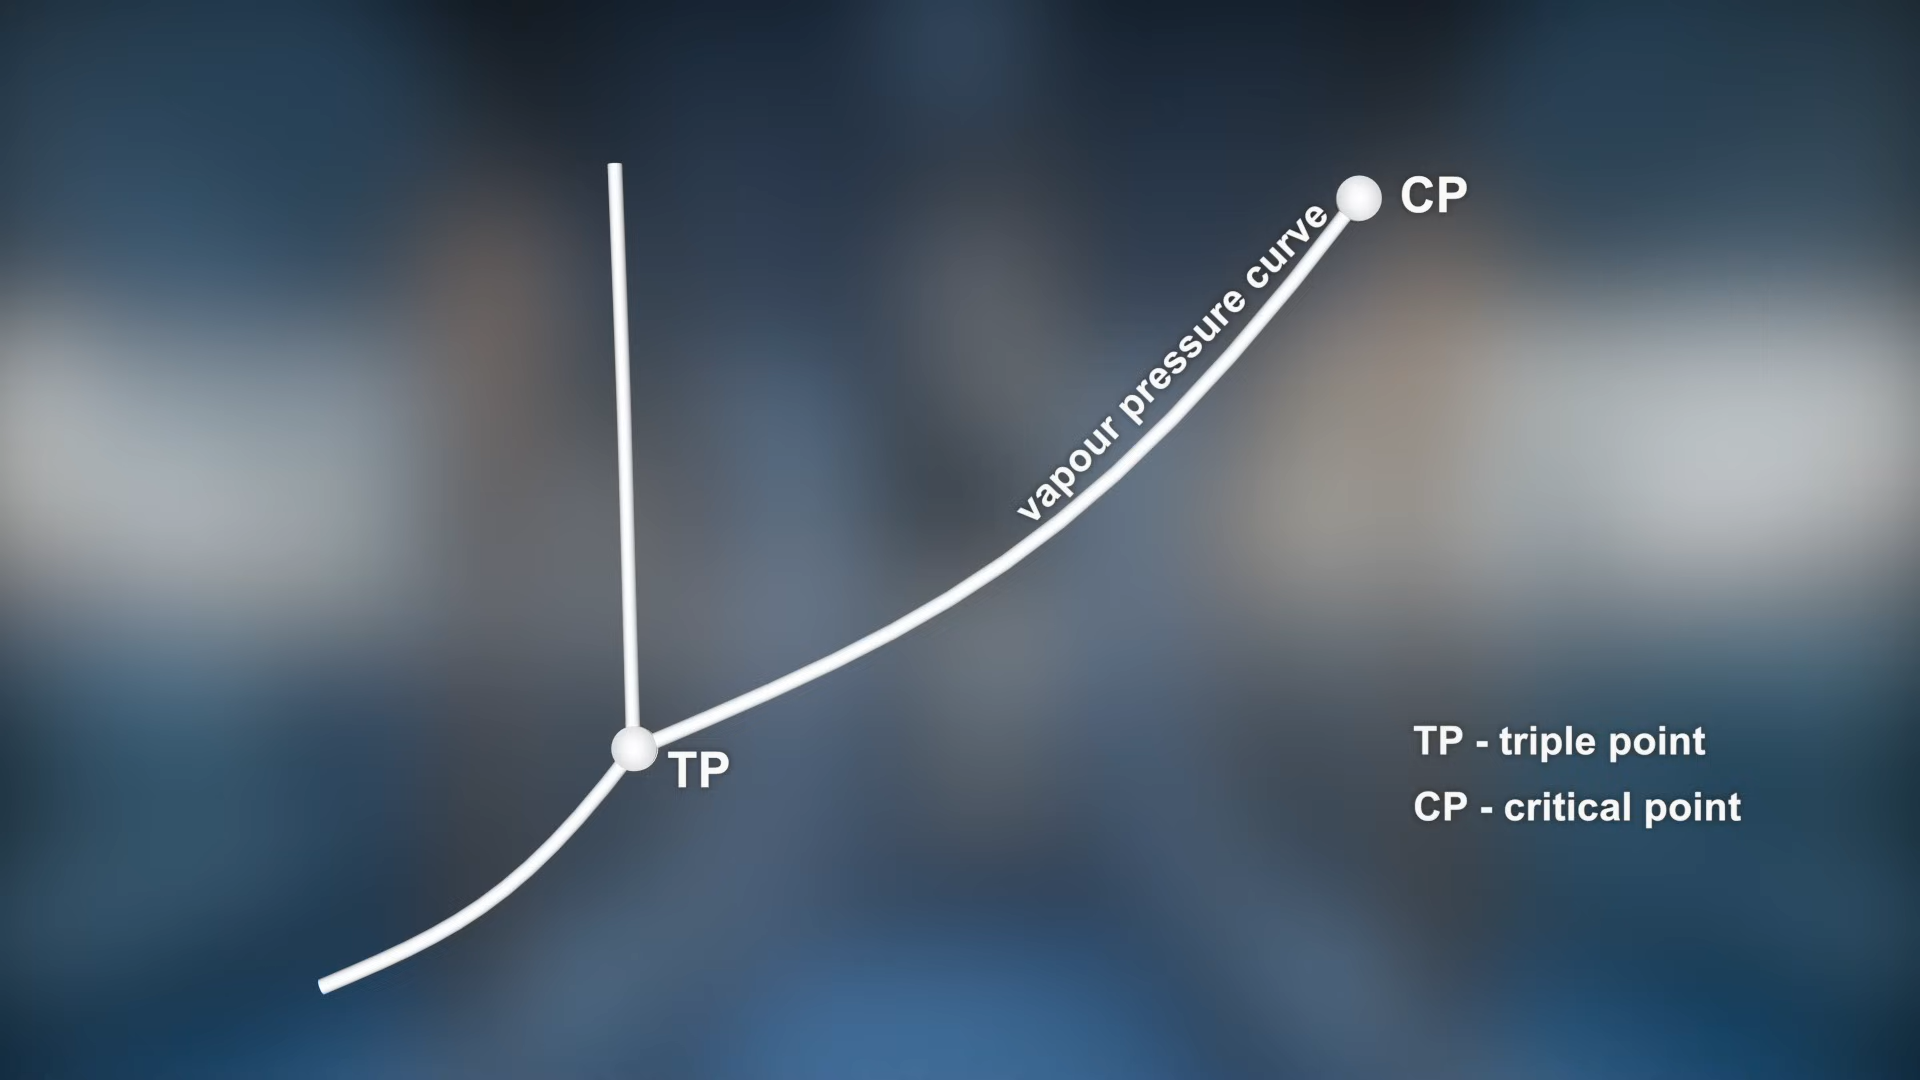 CP
vapour pressure curve
TP
TP - triple point
CP - critical point